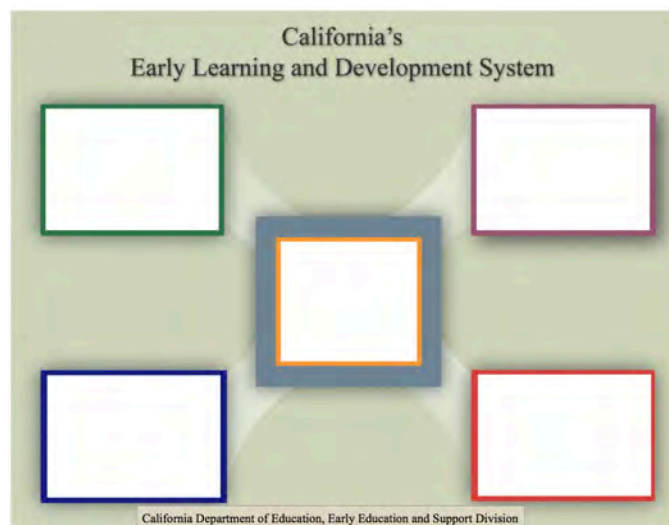 California’s
Early Learning and Development System
California Department of Education, Early Education and Support Division